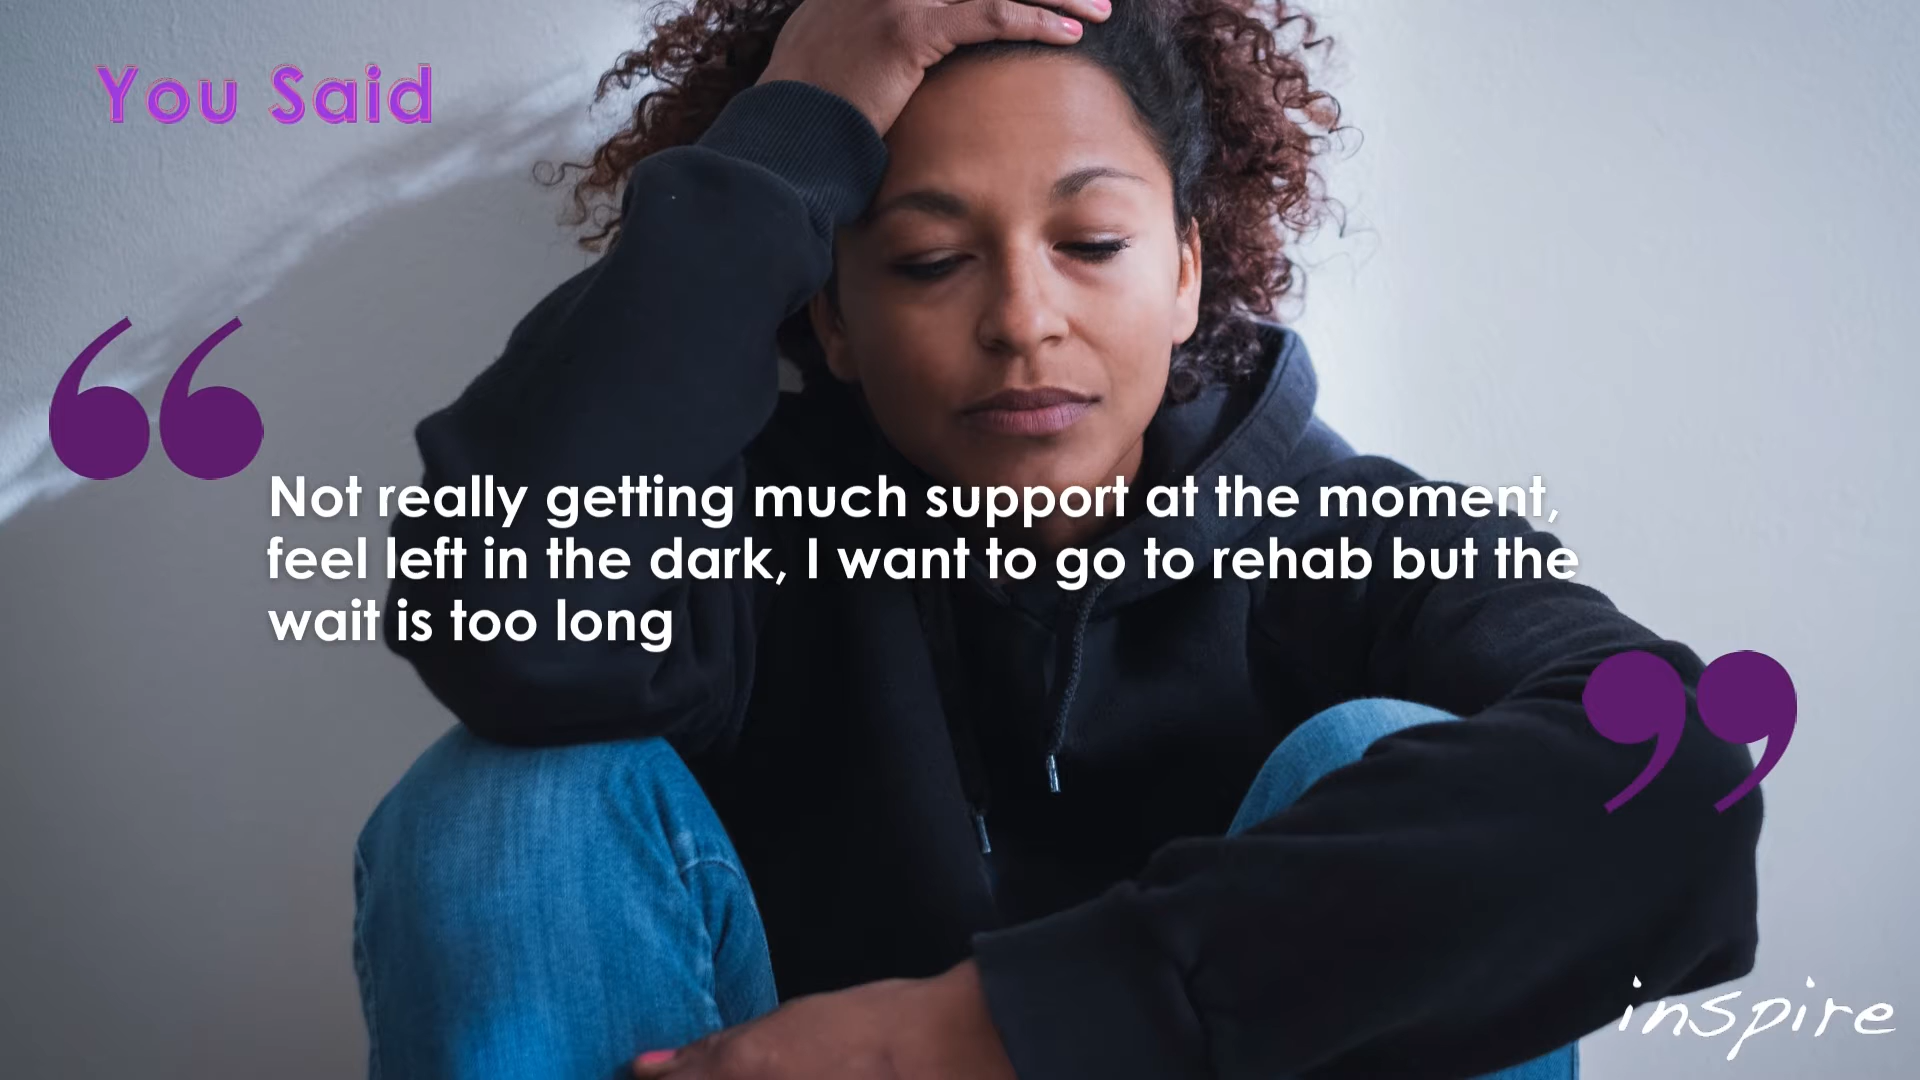 You Said
“
Not really getting much support at the moment,
feel left in the dark, I want to go to rehab but the
wait is too long
”
inspire